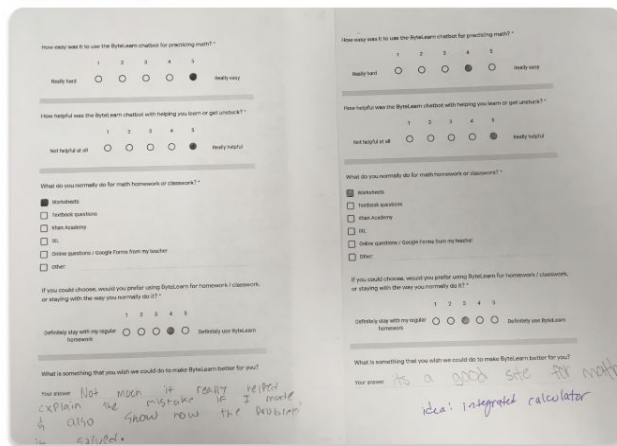 How easy was it to use the ByteLearn chatbot for practicing math? *
1 2 3 4 5
Really hard Really easy
How helpful was the ByteLearn chatbot with helping you learn or get unstuck? *
1 2 3 4 5
Not helpful at all Really helpful
What do you normally do for math homework or classwork? *
Worksheets
Textbook questions
Khan Academy
IXL
Online questions / Google Forms from my teacher
Other:
If you could choose, would you prefer using ByteLearn for homework / classwork,
or staying with the way you normally do it? *
1 2 3 4 5
Definitely stay with my regular Definitely use ByteLearn
homework
What is something that you wish we could do to make ByteLearn better for you?
Your answer Not much it really helped
explain the mistake if I made
& also show how the problem
is solved.
How easy was it to use the ByteLearn chatbot for practicing math? *
1 2 3 4 5
Really hard Really easy
How helpful was the ByteLearn chatbot with helping you learn or get unstuck? *
1 2 3 4 5
Not helpful at all Really helpful
What do you normally do for math homework or classwork? *
Worksheets
Textbook questions
Khan Academy
IXL
Online questions / Google Forms from my teacher
Other:
If you could choose, would you prefer using ByteLearn for homework / classwork,
or staying with the way you normally do it? *
1 2 3 4 5
Definitely stay with my regular Definitely use ByteLearn
homework
What is something that you wish we could do to make ByteLearn better for you?
Your answer its a good site for math
idea: integrated calculator